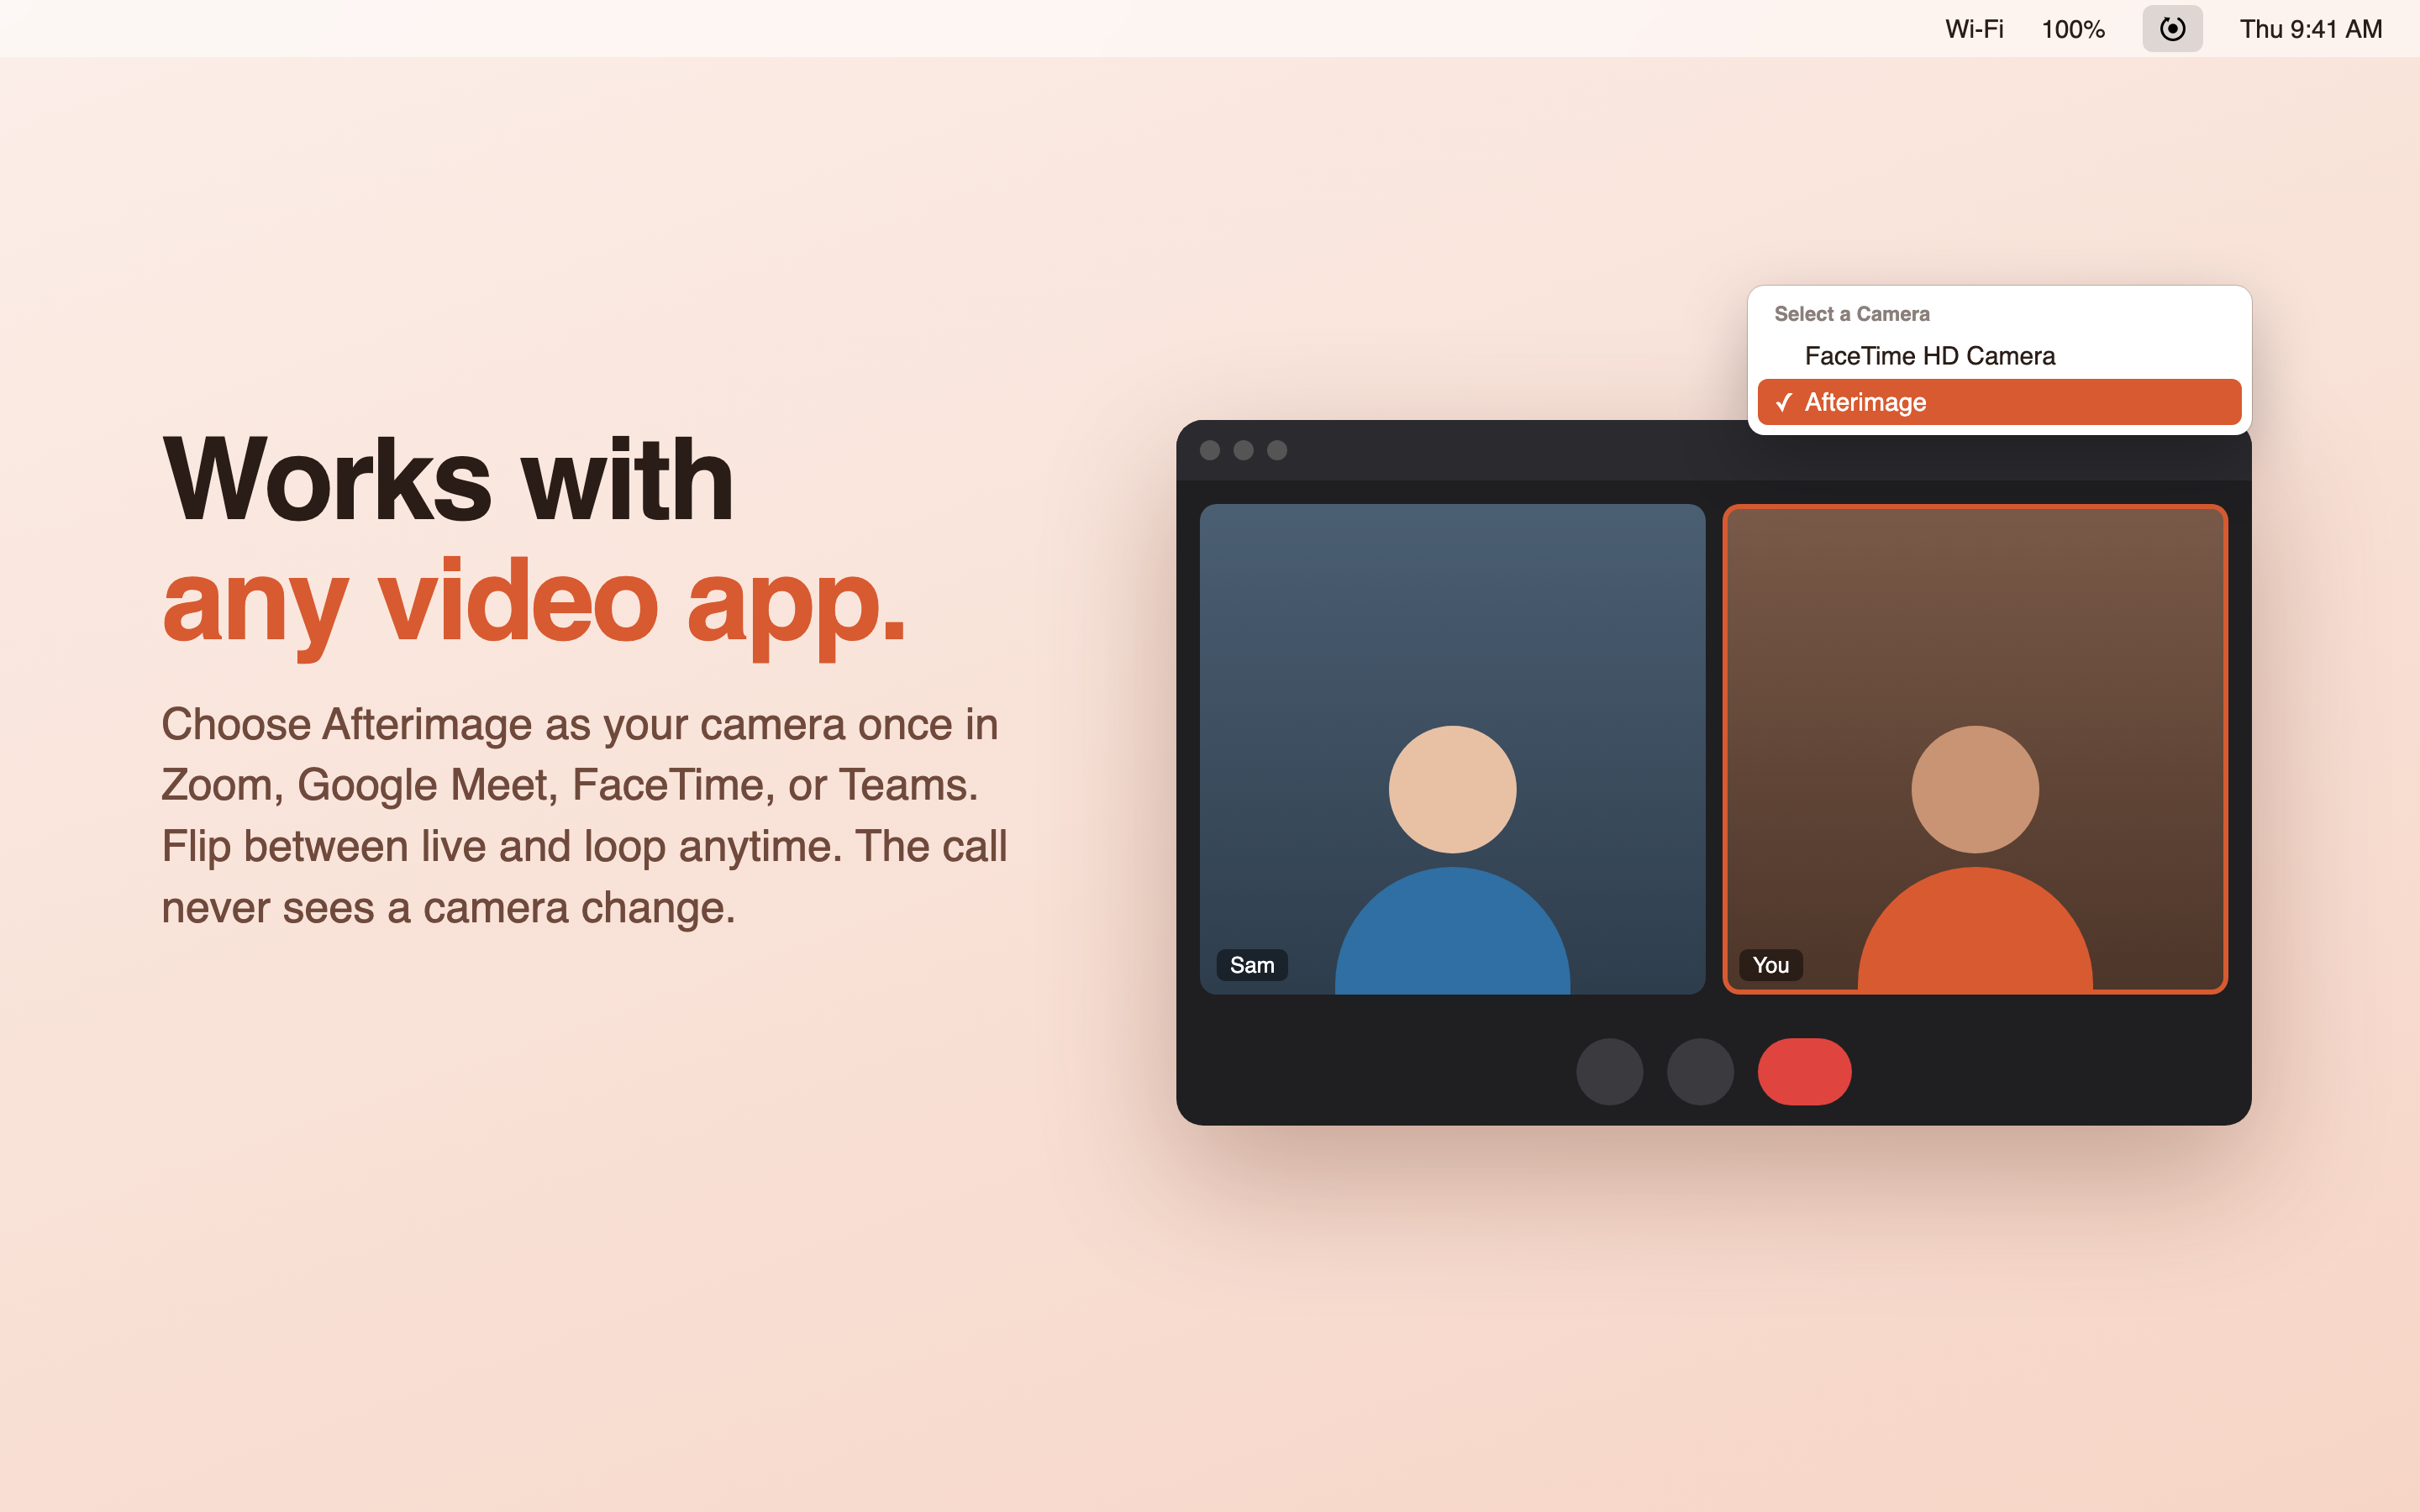 Wi-Fi 100% Thu 9:41 AM
Select a Camera
FaceTime HD Camera
✓ Afterimage
Works with
any video app.
Choose Afterimage as your camera once in
Zoom, Google Meet, FaceTime, or Teams.
Flip between live and loop anytime. The call
never sees a camera change.
Sam
You